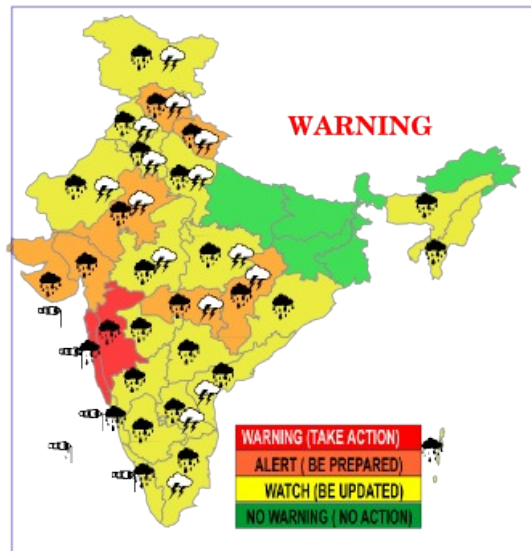 WARNING
WARNING (TAKE ACTION)
ALERT ( BE PREPARED)
WATCH (BE UPDATED)
NO WARNING ( NO ACTION)